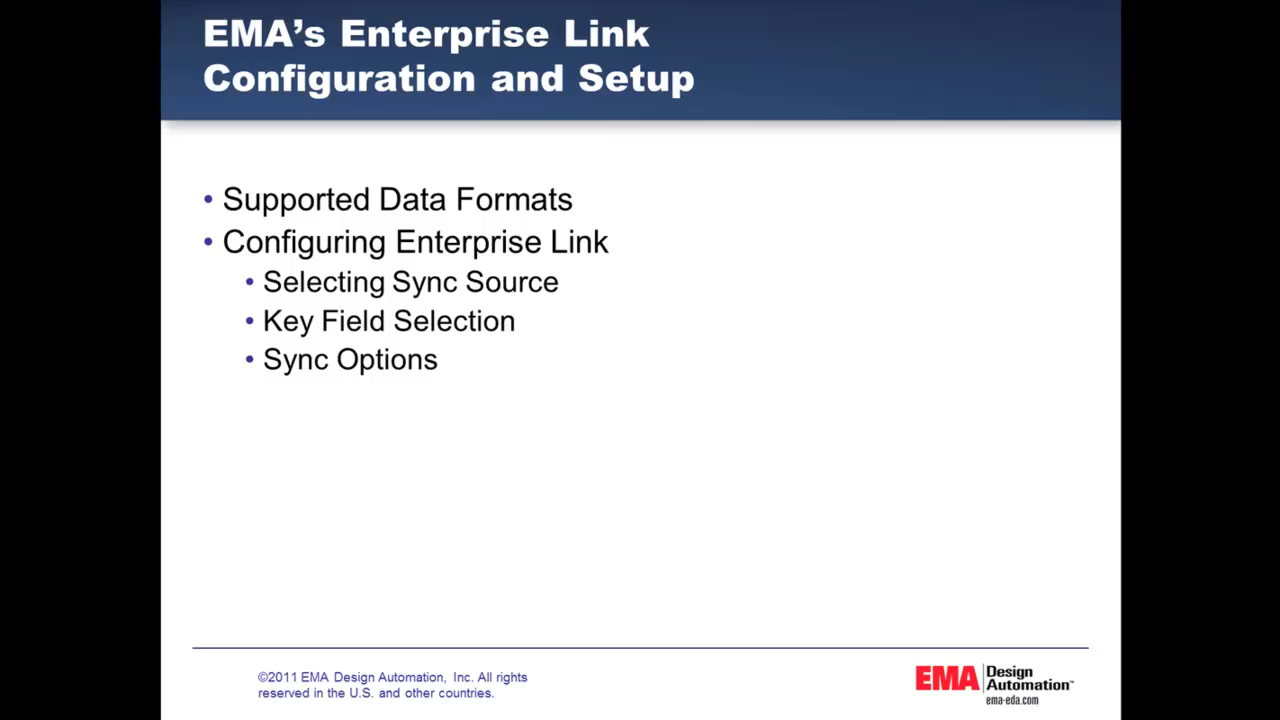 EMA’s Enterprise Link
Configuration and Setup
• Supported Data Formats
• Configuring Enterprise Link
• Selecting Sync Source
• Key Field Selection
• Sync Options
©2011 EMA Design Automation, Inc. All rights
reserved in the U.S. and other countries.
EMA Design
Automation™
ema-eda.com